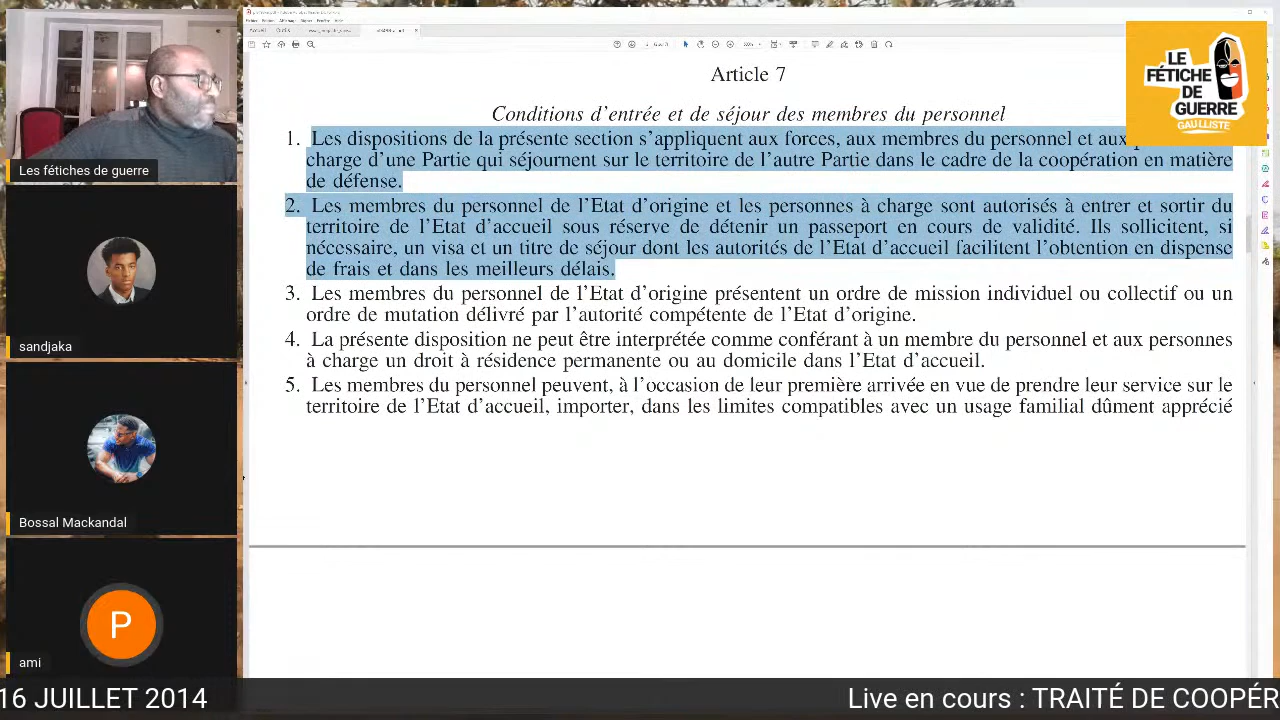 Article 7
Conditions d’entrée et de séjour des membres du personnel
1. Les dispositions de la présente section s’appliquent aux forces, aux membres du personnel et aux
charge d’une Partie qui séjournent sur le territoire de l’autre Partie dans le cadre de la coopération en matière
de défense.
2. Les membres du personnel de l’Etat d’origine et les personnes à charge sont autorisés à entrer et sortir du
territoire de l’Etat d’accueil sous réserve de détenir un passeport en cours de validité. Ils sollicitent, si
nécessaire, un visa et un titre de séjour dont les autorités de l’Etat d’accueil facilitent l’obtention en dispense
de frais et dans les meilleurs délais.
3. Les membres du personnel de l’Etat d’origine présentent un ordre de mission individuel ou collectif ou un
ordre de mutation délivré par l’autorité compétente de l’Etat d’origine.
4. La présente disposition ne peut être interprétée comme conférant à un membre du personnel et aux personnes
à charge un droit à résidence permanente ou au domicile dans l’Etat d’accueil.
5. Les membres du personnel peuvent, à l’occasion de leur première arrivée en vue de prendre leur service sur le
territoire de l’Etat d’accueil, importer, dans les limites compatibles avec un usage familial dûment apprécié
LE
FÉTICHE
DE
GUERRE
GAULLISTE
Les fétiches de guerre
sandjaka
Bossal Mackandal
P
ami
16 JUILLET 2014
Live en cours : TRAITÉ DE COOPÉR